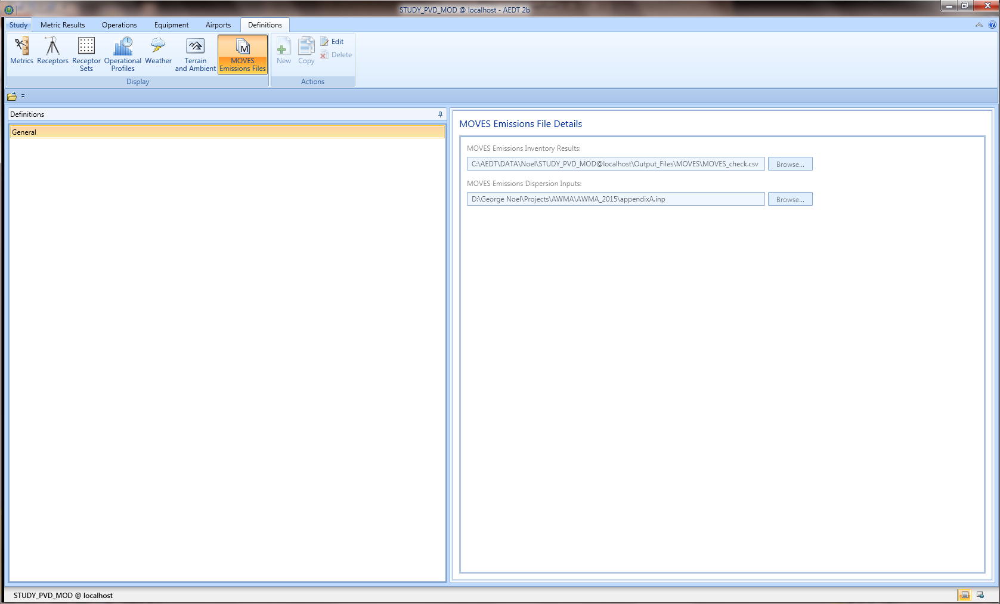 STUDY_PVD_MOD @ localhost - AEDT 2b
Study Metric Results Operations Equipment Airports Definitions
Metrics Receptors Receptor Sets Operational Profiles Weather Terrain and Ambient MOVES Emissions Files
Display
New Copy Edit Delete
Actions
Definitions
General
MOVES Emissions File Details
MOVES Emissions Inventory Results:
C:\AEDT\DATA\Noel\STUDY_PVD_MOD@localhost\Output_Files\MOVES\MOVES_check.csv Browse...
MOVES Emissions Dispersion Inputs:
D:\George Noel\Projects\AWMA\AWMA_2015\appendixA.inp Browse...
STUDY_PVD_MOD @ localhost